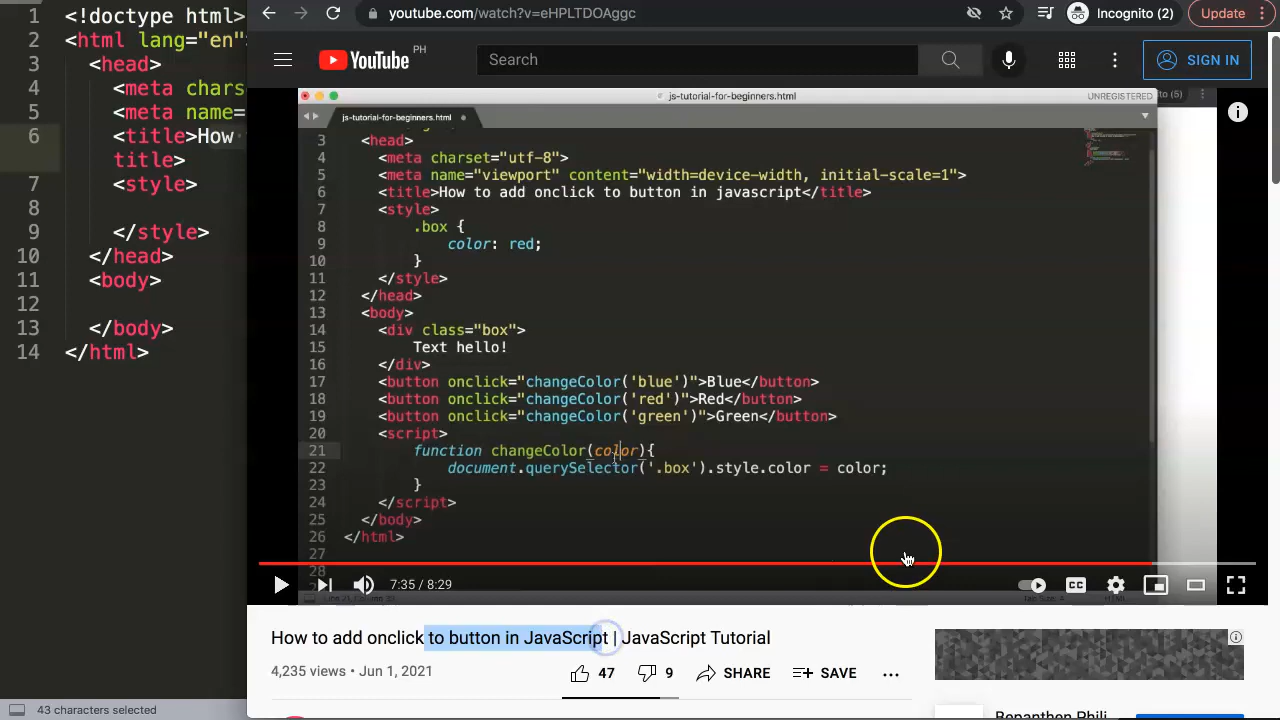 1 <!doctype html>
2 <html lang="en"
3 <head>
4 <meta chars
5 <meta name=
6 <title>How
title>
7 <style>
8
9 </style>
10 </head>
11 <body>
12
13 </body>
14 </html>
43 characters selected
youtube.com/watch?v=eHPLTDOAggc
Incognito (2)
Update
YouTube PH
Search
SIGN IN
js-tutorial-for-beginners.html
UNREGISTERED
to (5)
js-tutorial-for-beginners.html
3 <head>
4 <meta charset="utf-8">
5 <meta name="viewport" content="width=device-width, initial-scale=1">
6 <title>How to add onclick to button in javascript</title>
7 <style>
8 .box {
9 color: red;
10 }
11 </style>
12 </head>
13 <body>
14 <div class="box">
15 Text hello!
16 </div>
17 <button onclick="changeColor('blue')">Blue</button>
18 <button onclick="changeColor('red')">Red</button>
19 <button onclick="changeColor('green')">Green</button>
20 <script>
21 function changeColor(color){
22 document.querySelector('.box').style.color = color;
23 }
24 </script>
25 </body>
26 </html>
27
28
7:35 / 8:29
CC
How to add onclick to button in JavaScript | JavaScript Tutorial
4,235 views • Jun 1, 2021
47
9
SHARE
SAVE
Bepanthen Phili